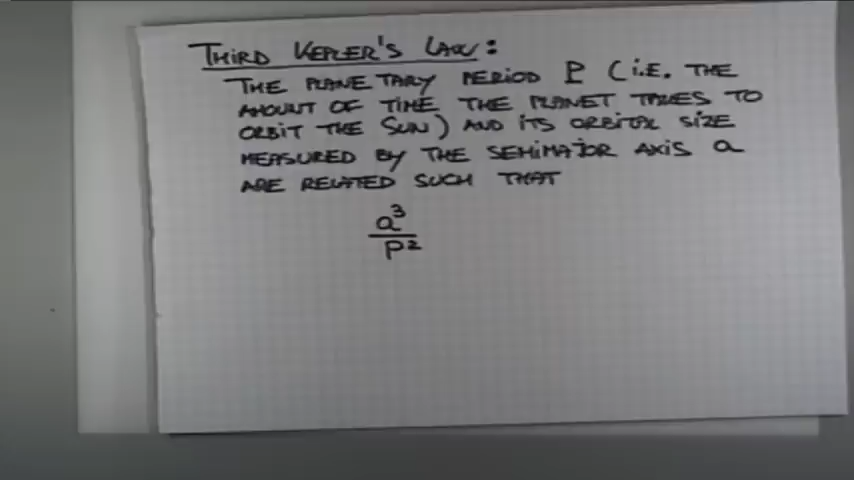 THIRD KEPLER'S LAW:
THE PLANETARY PERIOD P (i.E. THE
AMOUNT OF TIME THE PLANET TAKES TO
ORBIT THE SUN) AND ITS ORBITAL SIZE
MEASURED BY THE SEMIMAJOR AXIS a
ARE RELATED SUCH THAT
a³
P²